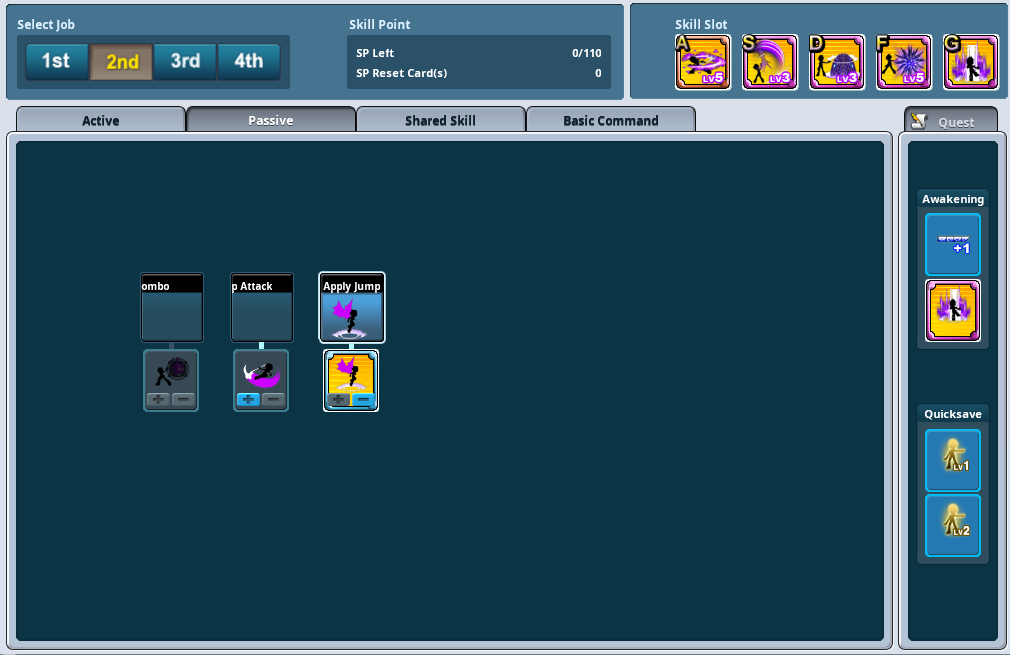 Select Job
1st
2nd
3rd
4th
Skill Point
SP Left
0/110
SP Reset Card(s)
0
Skill Slot
A
LV5
S
LV3
D
LV3
F
LV5
G
Active
Passive
Shared Skill
Basic Command
Quest
ombo
p Attack
Apply Jump
Awakening
+1
Quicksave
LV1
LV2